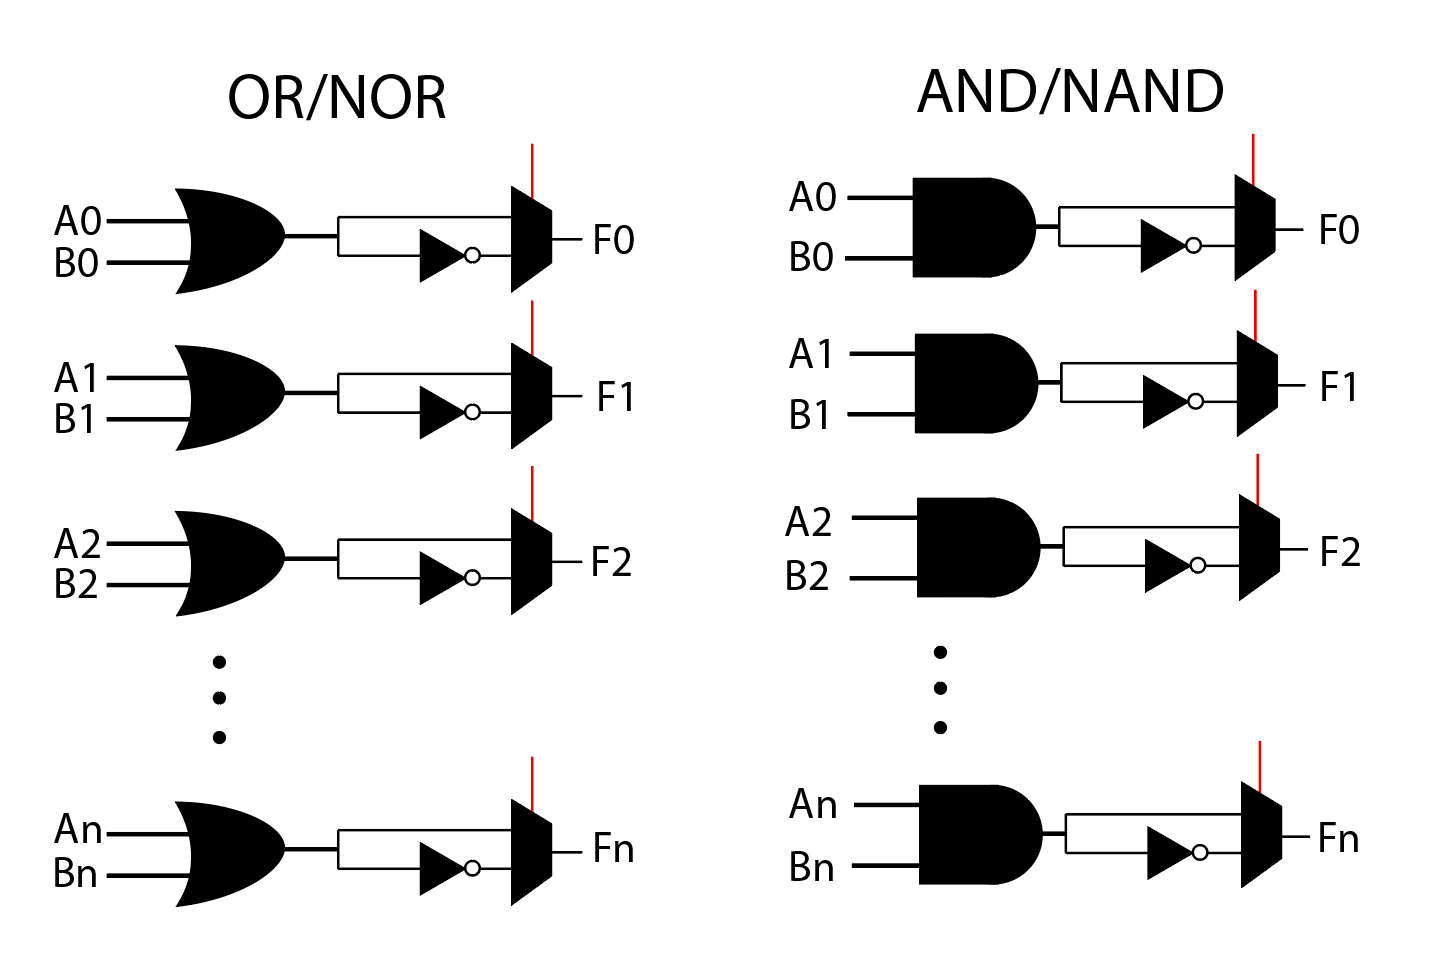 OR/NOR
A0
B0
F0
A1
B1
F1
A2
B2
F2
An
Bn
Fn
AND/NAND
A0
B0
F0
A1
B1
F1
A2
B2
F2
An
Bn
Fn